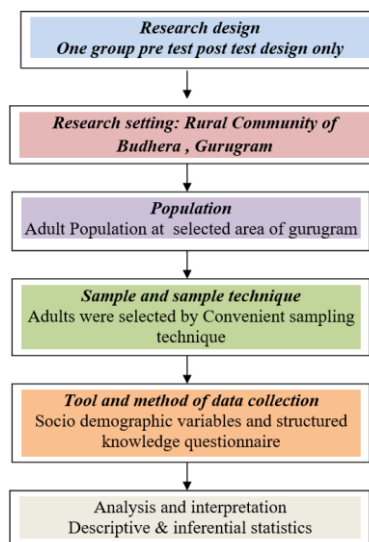 Research design
One group pre test post test design only
Research setting: Rural Community of
Budhera , Gurugram
Population
Adult Population at selected area of gurugram
Sample and sample technique
Adults were selected by Convenient sampling
technique
Tool and method of data collection
Socio demographic variables and structured
knowledge questionnaire
Analysis and interpretation
Descriptive & inferential statistics